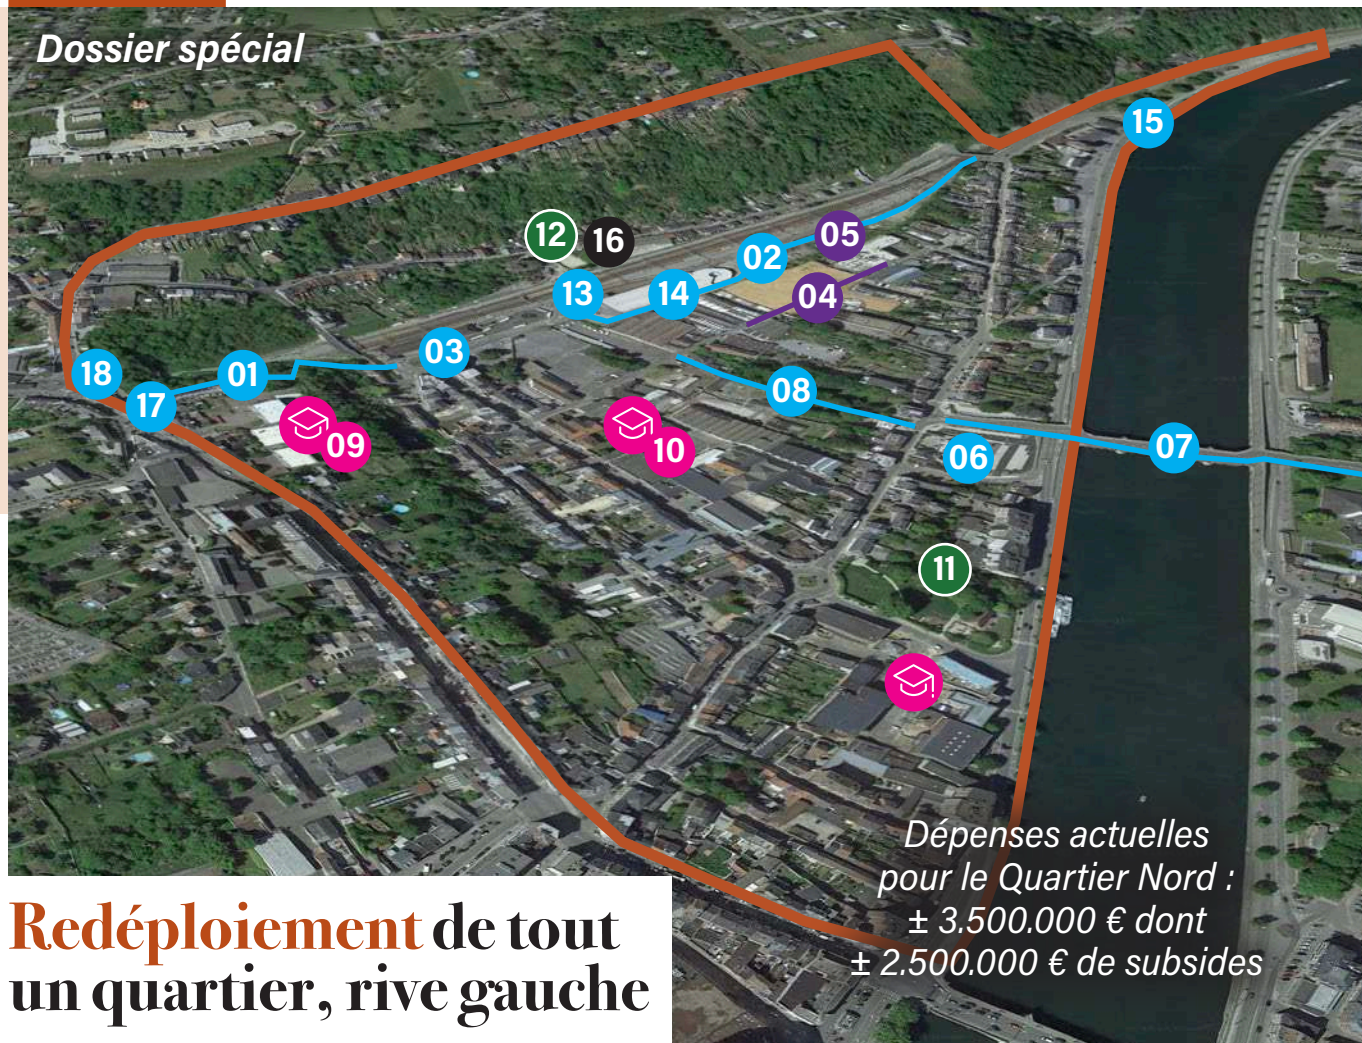 Dossier spécial
15
12
16
05
02
13
14
04
03
18
01
17
08
09
10
06
07
11
Dépenses actuelles
pour le Quartier Nord :
± 3.500.000 € dont
± 2.500.000 € de subsides
Redéploiement de tout
un quartier, rive gauche